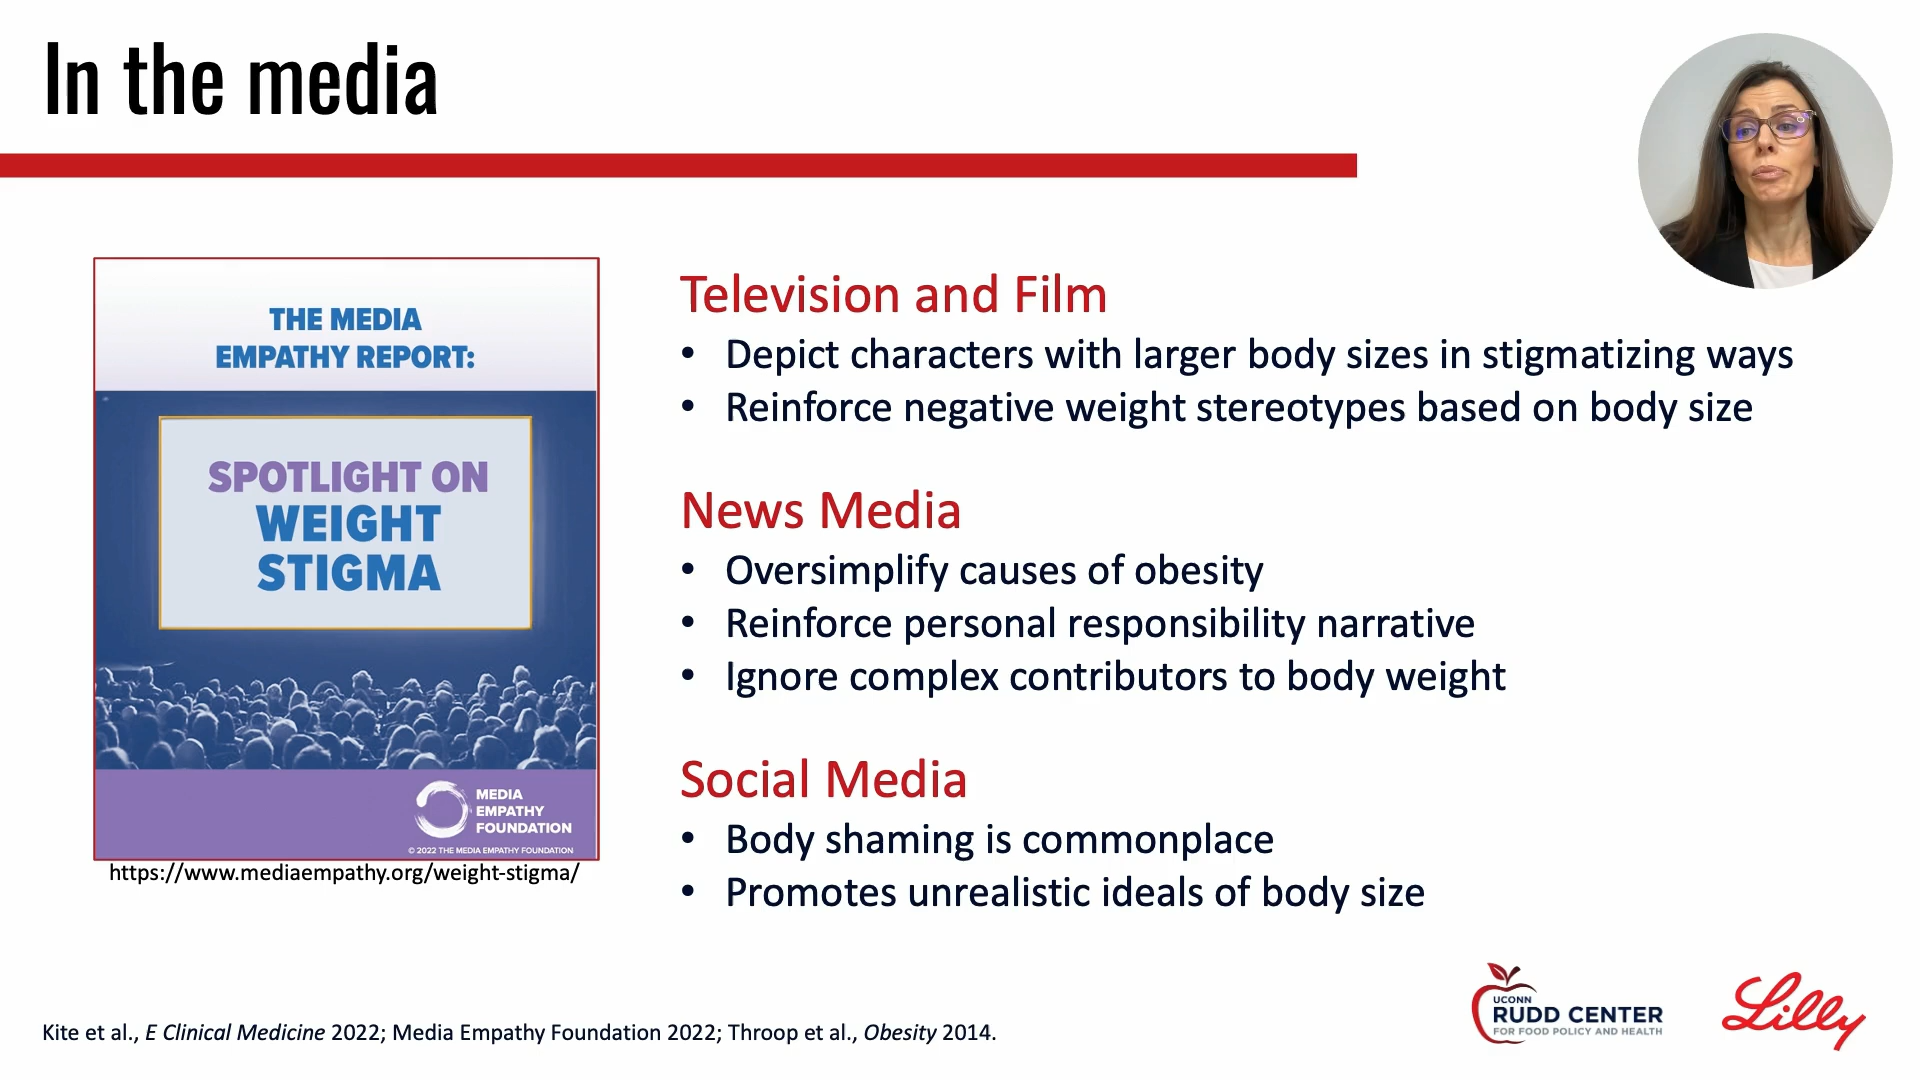 In the media
THE MEDIA
EMPATHY REPORT:
SPOTLIGHT ON
WEIGHT
STIGMA
MEDIA
EMPATHY
FOUNDATION
© 2022 THE MEDIA EMPATHY FOUNDATION
https://www.mediaempathy.org/weight-stigma/
Television and Film
• Depict characters with larger body sizes in stigmatizing ways
• Reinforce negative weight stereotypes based on body size
News Media
• Oversimplify causes of obesity
• Reinforce personal responsibility narrative
• Ignore complex contributors to body weight
Social Media
• Body shaming is commonplace
• Promotes unrealistic ideals of body size
Kite et al., E Clinical Medicine 2022; Media Empathy Foundation 2022; Throop et al., Obesity 2014.
UCONN
RUDD CENTER
FOR FOOD POLICY AND HEALTH
Lilly